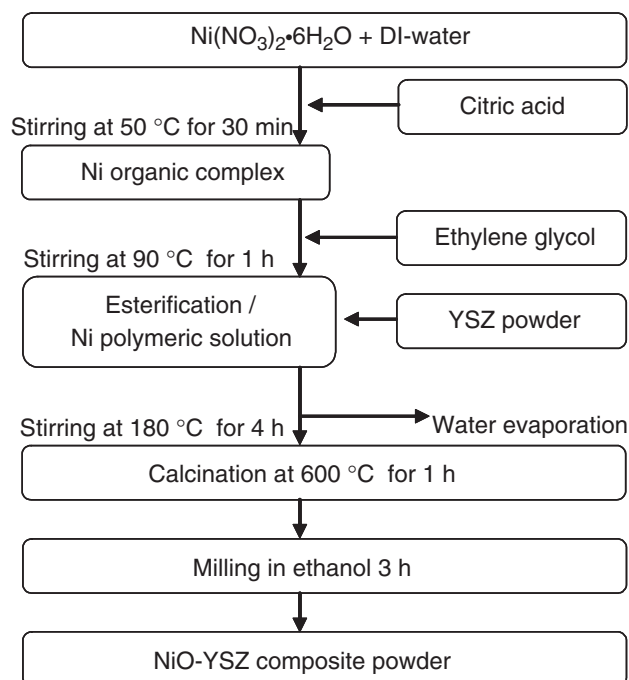 Ni(NO₃)₂•6H₂O + DI-water
Citric acid
Stirring at 50 °C for 30 min
Ni organic complex
Ethylene glycol
Stirring at 90 °C for 1 h
Esterification /
Ni polymeric solution
YSZ powder
Water evaporation
Stirring at 180 °C for 4 h
Calcination at 600 °C for 1 h
Milling in ethanol 3 h
NiO-YSZ composite powder